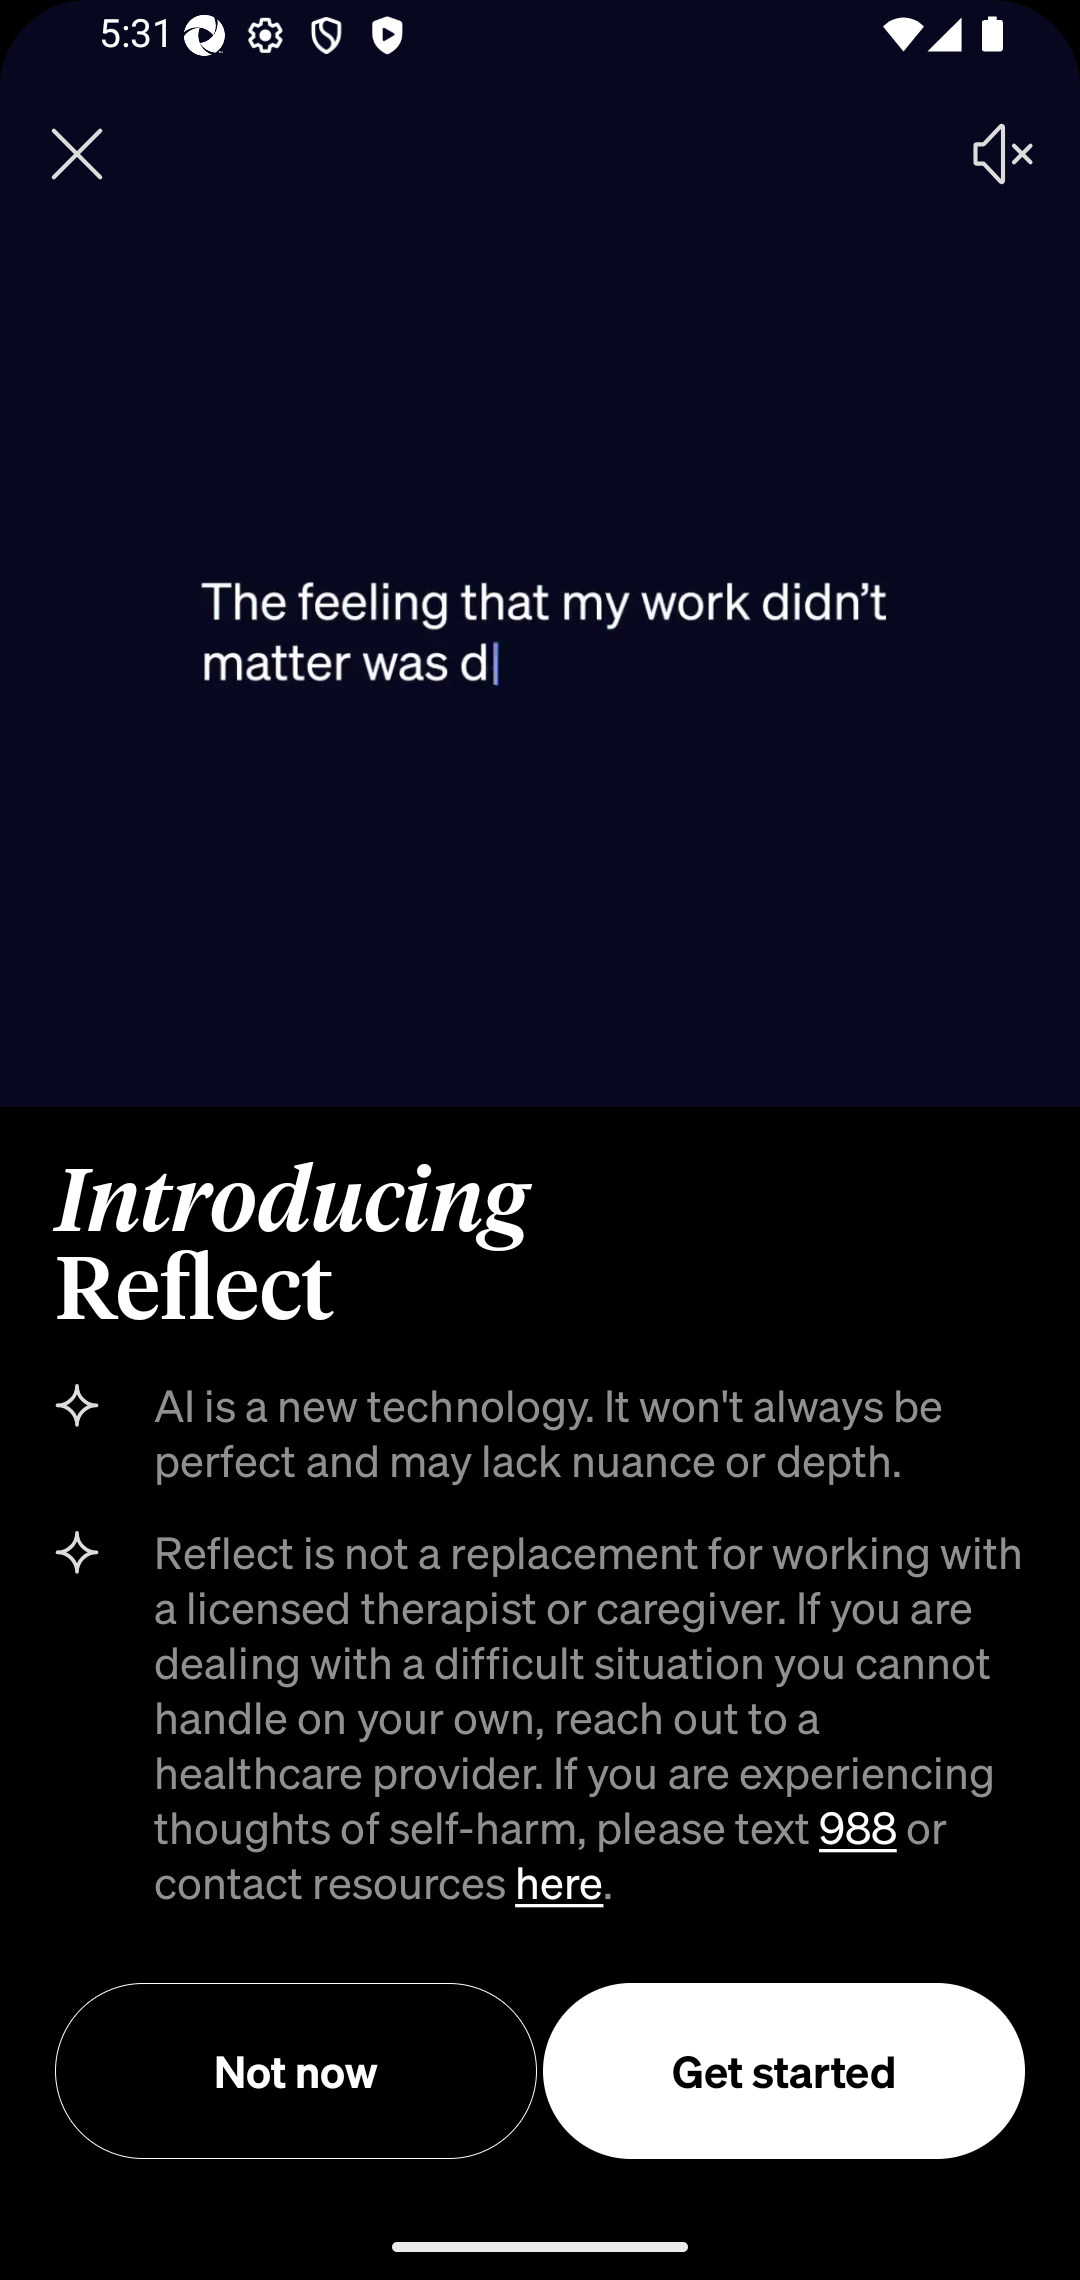 5:31
The feeling that my work didn’t
matter was d
Introducing
Reflect
AI is a new technology. It won't always be
perfect and may lack nuance or depth.
Reflect is not a replacement for working with
a licensed therapist or caregiver. If you are
dealing with a difficult situation you cannot
handle on your own, reach out to a
healthcare provider. If you are experiencing
thoughts of self-harm, please text 988 or
contact resources here.
Not now
Get started